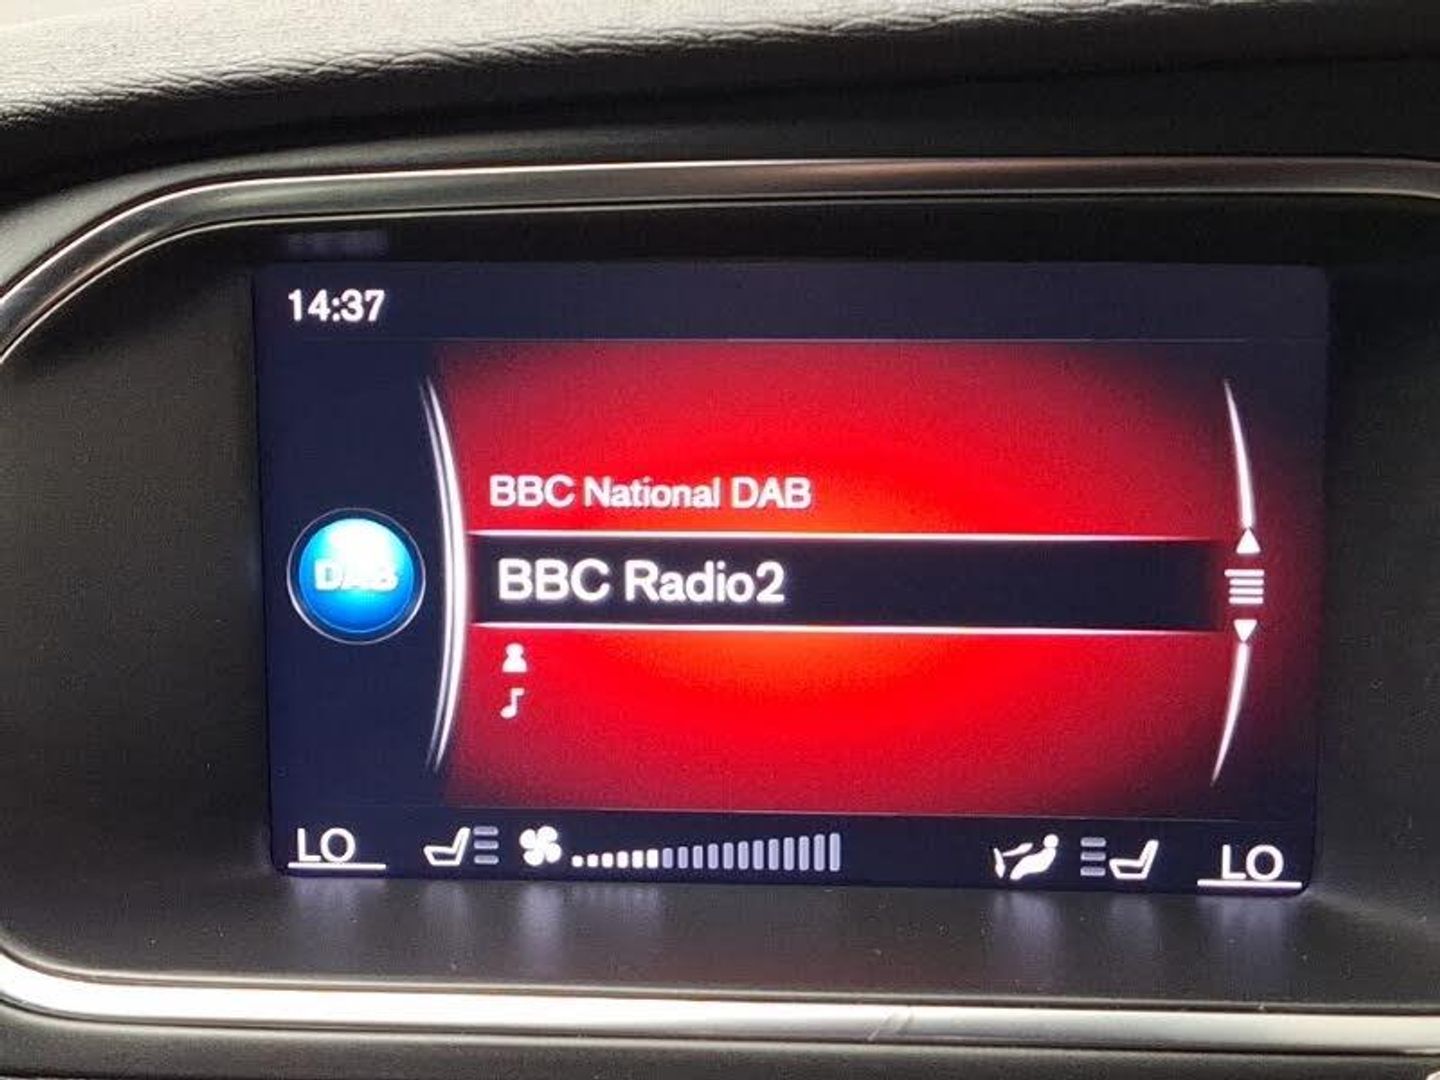 14:37
BBC National DAB
BBC Radio2
DAB
LO
LO